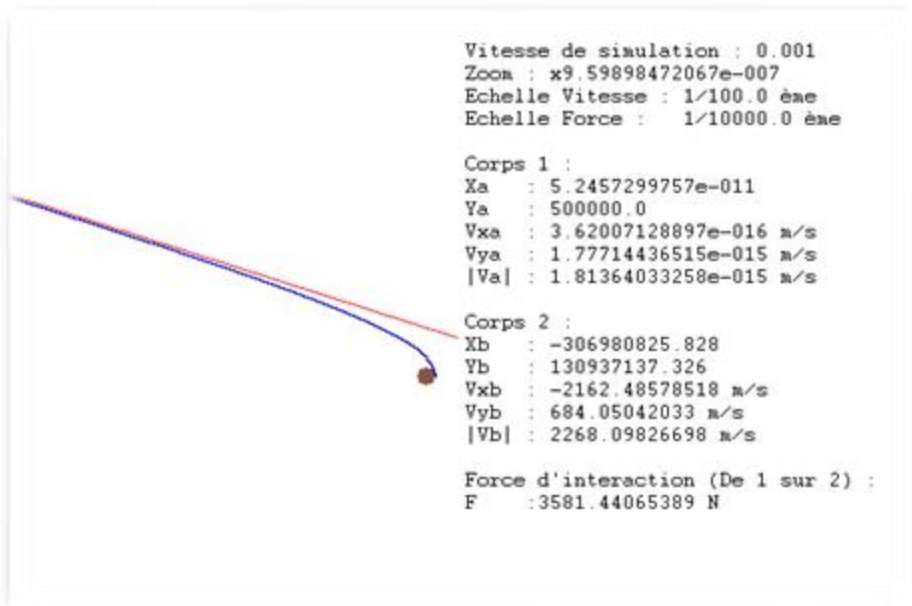 Vitesse de simulation : 0.001
Zoom : x9.59898472067e-007
Echelle Vitesse : 1/100.0 ème
Echelle Force :   1/10000.0 ème
Corps 1 :
Xa   : 5.2457299757e-011
Ya   : 500000.0
Vxa  : 3.62007128897e-016 m/s
Vya  : 1.77714436515e-015 m/s
|Va| : 1.81364033258e-015 m/s
Corps 2 :
Xb   : -306980825.828
Yb   : 130937137.326
Vxb  : -2162.48578518 m/s
Vyb  : 684.05042033 m/s
|Vb| : 2268.09826698 m/s
Force d'interaction (De 1 sur 2) :
F    :3581.44065389 N